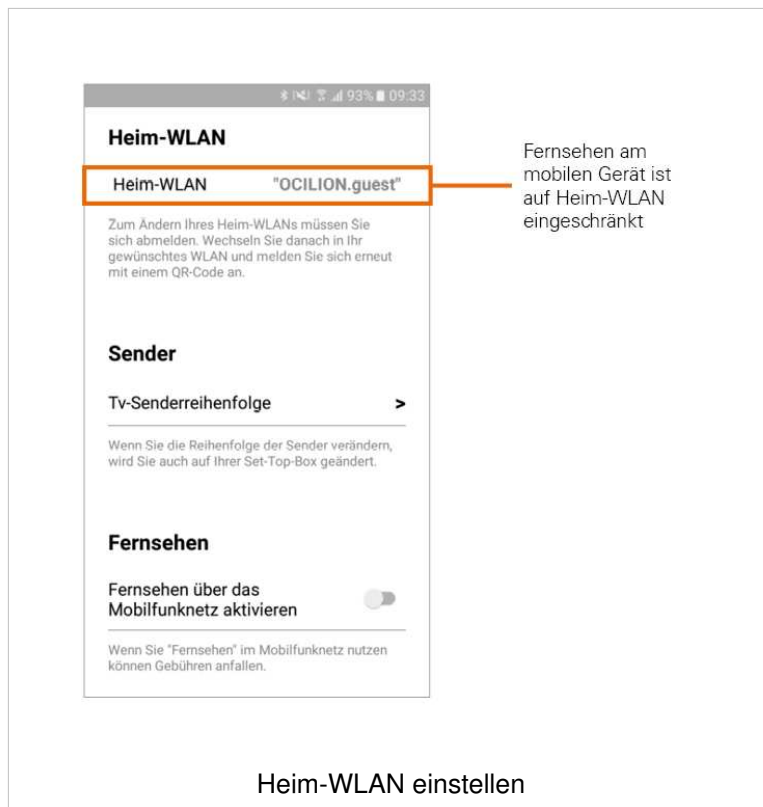 93% 09:33
Heim-WLAN
Heim-WLAN "OCILION.guest"
Zum Ändern Ihres Heim-WLANs müssen Sie
sich abmelden. Wechseln Sie danach in Ihr
gewünschtes WLAN und melden Sie sich erneut
mit einem QR-Code an.
Sender
Tv-Senderreihenfolge >
Wenn Sie die Reihenfolge der Sender verändern,
wird Sie auch auf Ihrer Set-Top-Box geändert.
Fernsehen
Fernsehen über das
Mobilfunknetz aktivieren
Wenn Sie "Fernsehen" im Mobilfunknetz nutzen
können Gebühren anfallen.
Fernsehen am
mobilen Gerät ist
auf Heim-WLAN
eingeschränkt
Heim-WLAN einstellen